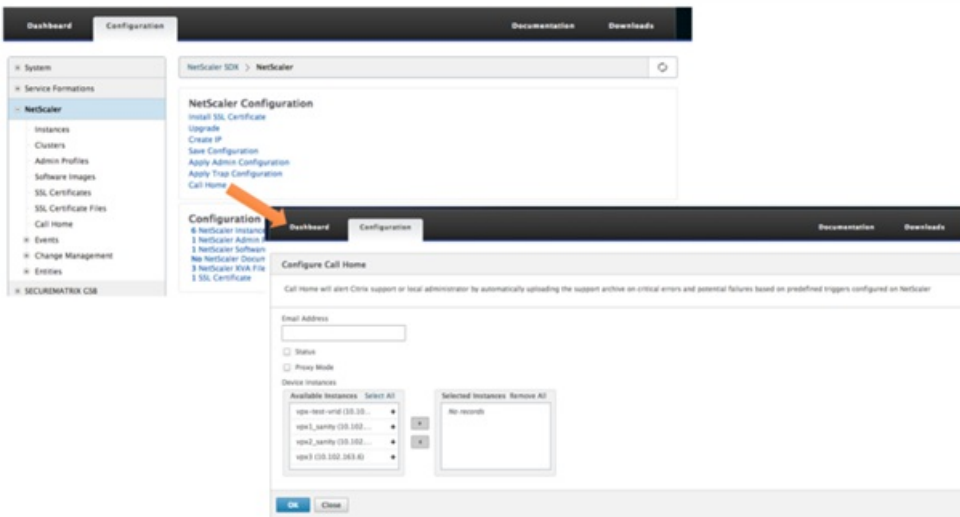 Dashboard
Configuration
Documentation
Downloads
System
Service Formations
NetScaler
Instances
Clusters
Admin Profiles
Software Images
SSL Certificates
SSL Certificate Files
Call Home
Events
Change Management
Entities
SECUREMATRIX GSB
NetScaler SDX > NetScaler
NetScaler Configuration
Install SSL Certificate
Upgrade
Create IP
Save Configuration
Apply Admin Configuration
Apply Trap Configuration
Call Home
Configuration
6 NetScaler Instance
1 NetScaler Admin
1 NetScaler Softwar
No NetScaler Docum
3 NetScaler XVA File
1 SSL Certificate
Dashboard
Configuration
Documentation
Downloads
Configure Call Home
Call Home will alert Citrix support or local administrator by automatically uploading the support archive on critical errors and potential failures based on predefined triggers configured on NetScaler
Email Address
Status
Proxy Mode
Device Instances
Available Instances Select All
vpx-test-vrid (10.10...
vpx1_sanity (10.102....
vpx2_sanity (10.102....
vpx3 (10.102.163.6)
Selected Instances Remove All
No records
OK
Close